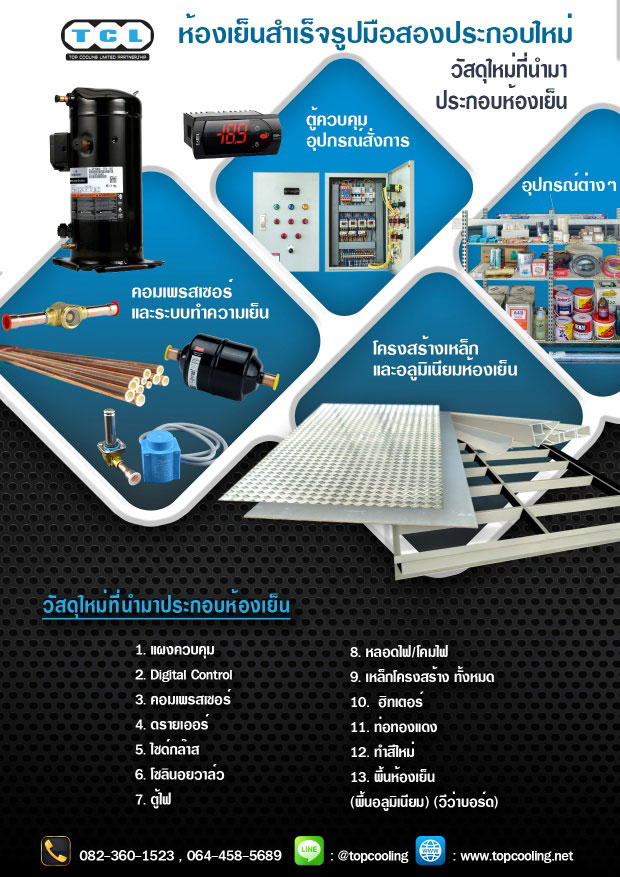 TCL
TOP COOLING LIMITED PARTNERSHIP
ห้องเย็นสำเร็จรูปมือสองประกอบใหม่
วัสดุใหม่ที่นำมา
ประกอบห้องเย็น
ตู้ควบคุม
อุปกรณ์สั่งการ
อุปกรณ์ต่างๆ
คอมเพรสเซอร์
และระบบทำความเย็น
โครงสร้างเหล็ก
และอลูมิเนียมห้องเย็น
วัสดุใหม่ที่นำมาประกอบห้องเย็น
1. แผงควบคุม
2. Digital Control
3. คอมเพรสเซอร์
4. ดรายเออร์
5. ไซด์กล๊าส
6. โซลินอยวาล์ว
7. ตู้ไฟ
8. หลอดไฟ/โคมไฟ
9. เหล็กโครงสร้าง ทั้งหมด
10. ฮิทเตอร์
11. ท่อทองแดง
12. ทำสีใหม่
13. พื้นห้องเย็น
(พื้นอลูมิเนียม) (วีว่าบอร์ด)
082-360-1523 , 064-458-5689
LINE
: @topcooling
WWW
: www.topcooling.net